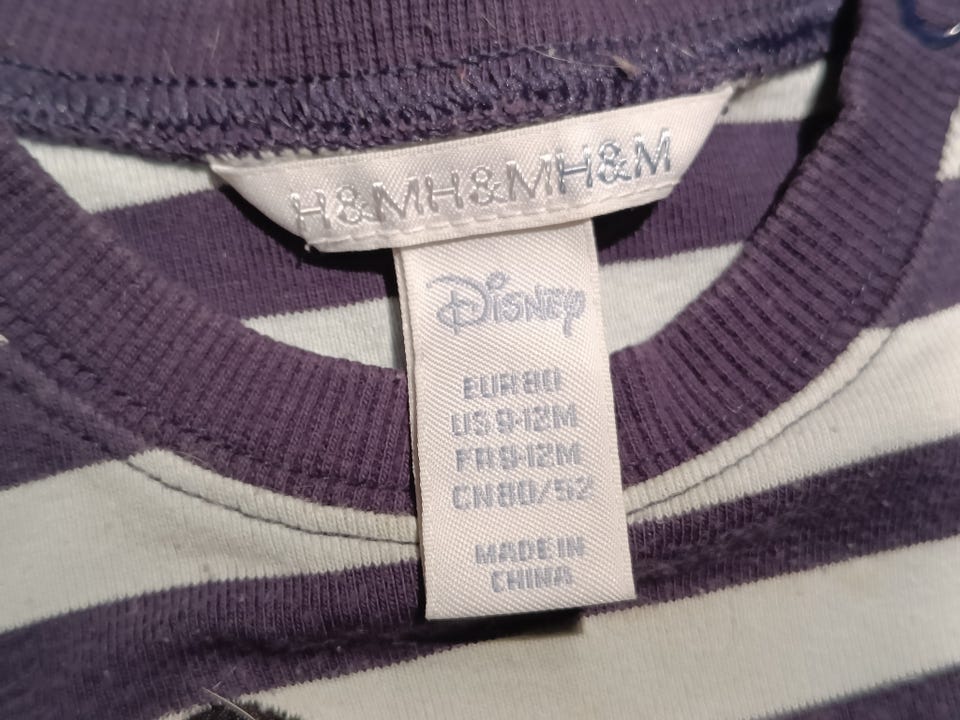 H&MH&MH&M
Disney
EUR 80
US 9-12M
FR 9-12M
CN 80/52
MADE IN
CHINA